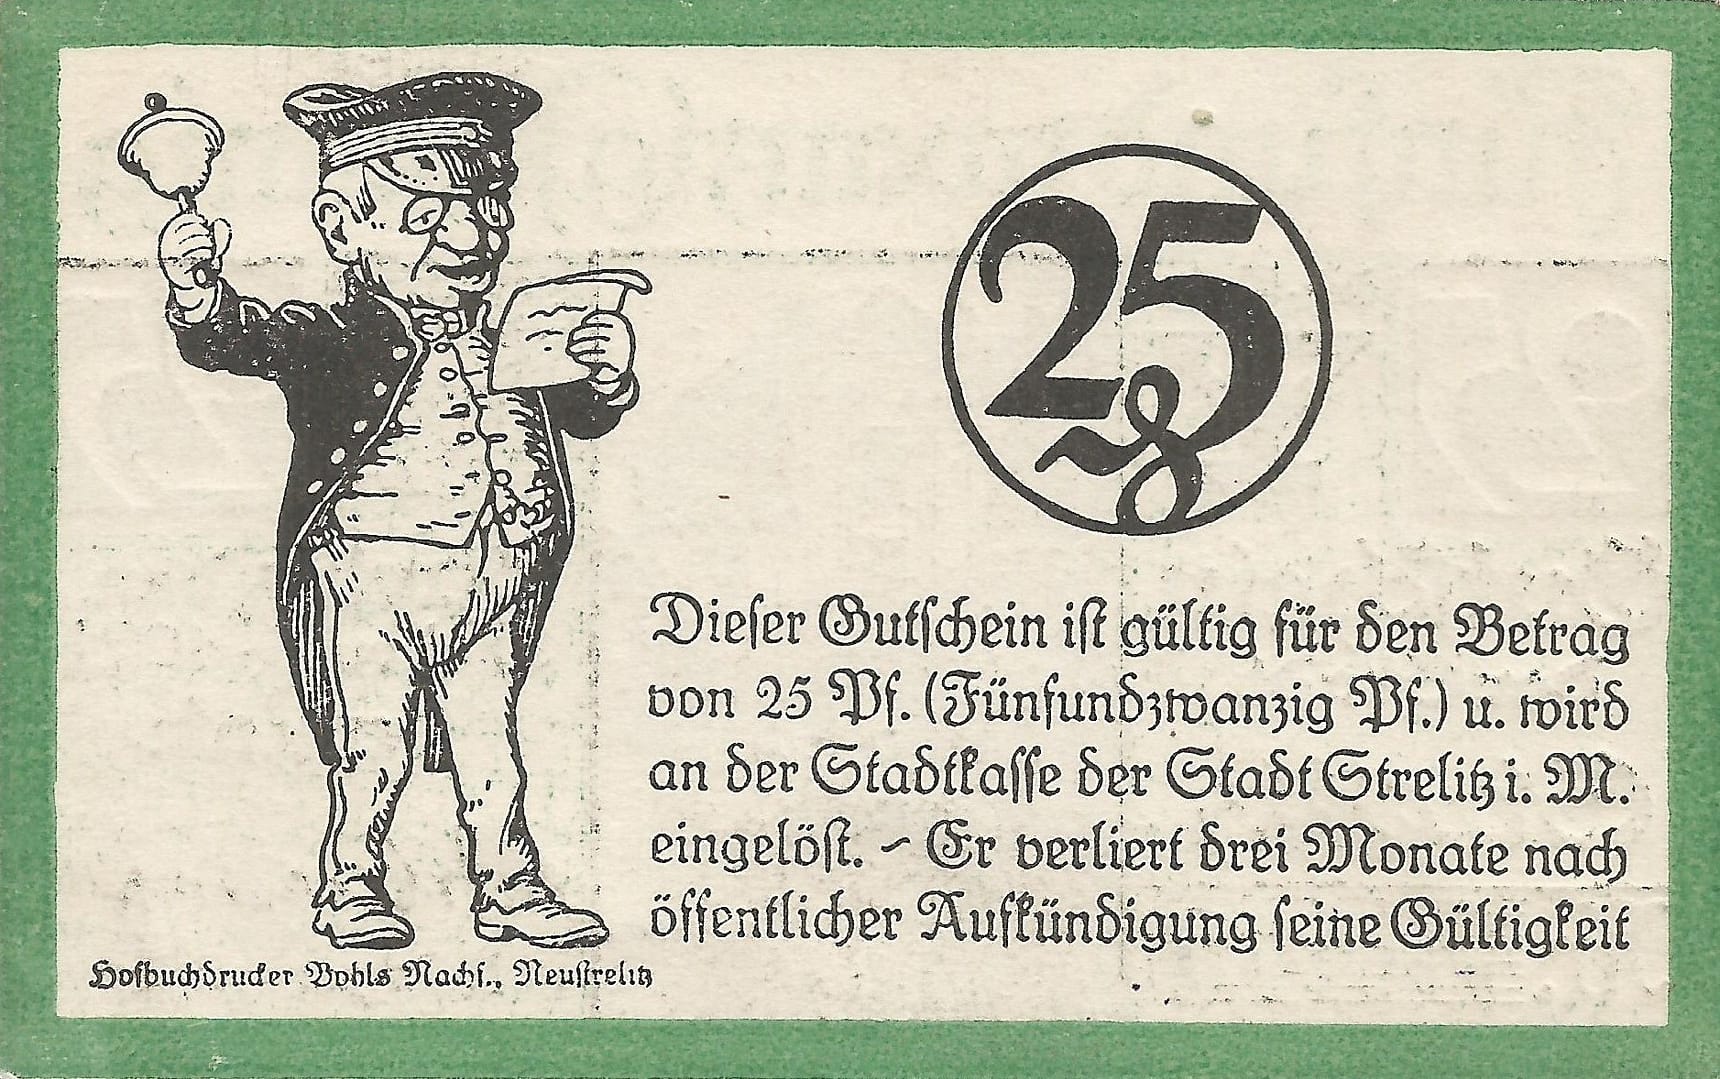 25 ₰
Dieser Gutschein ist gültig für den Betrag
von 25 Pf. (Fünfundzwanzig Pf.) u. wird
an der Stadtkasse der Stadt Strelitz i. M.
eingelöst. – Er verliert drei Monate nach
öffentlicher Aufkündigung seine Gültigkeit
Hofbuchdrucker Bohls Nachf., Neustrelitz